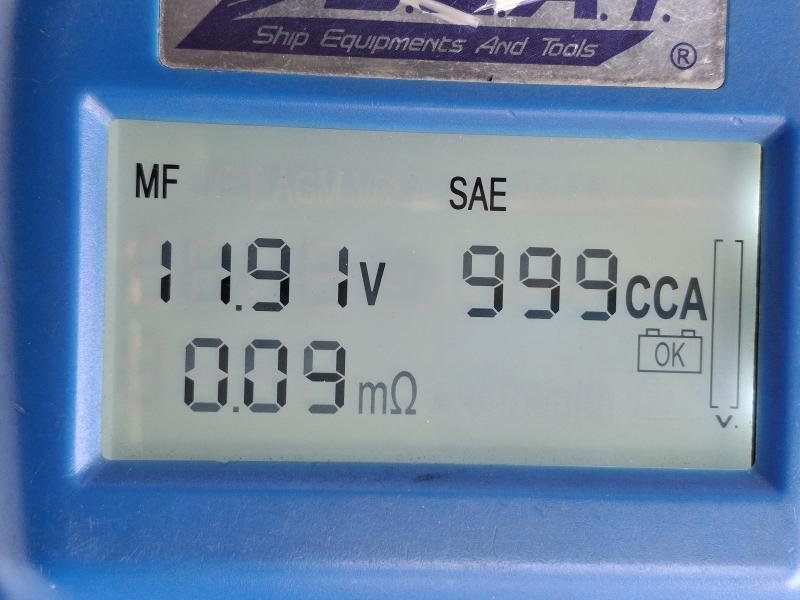 Ship Equipments And Tools
®
MF SAE
11.91V 999CCA
OK
0.09mΩ
V.